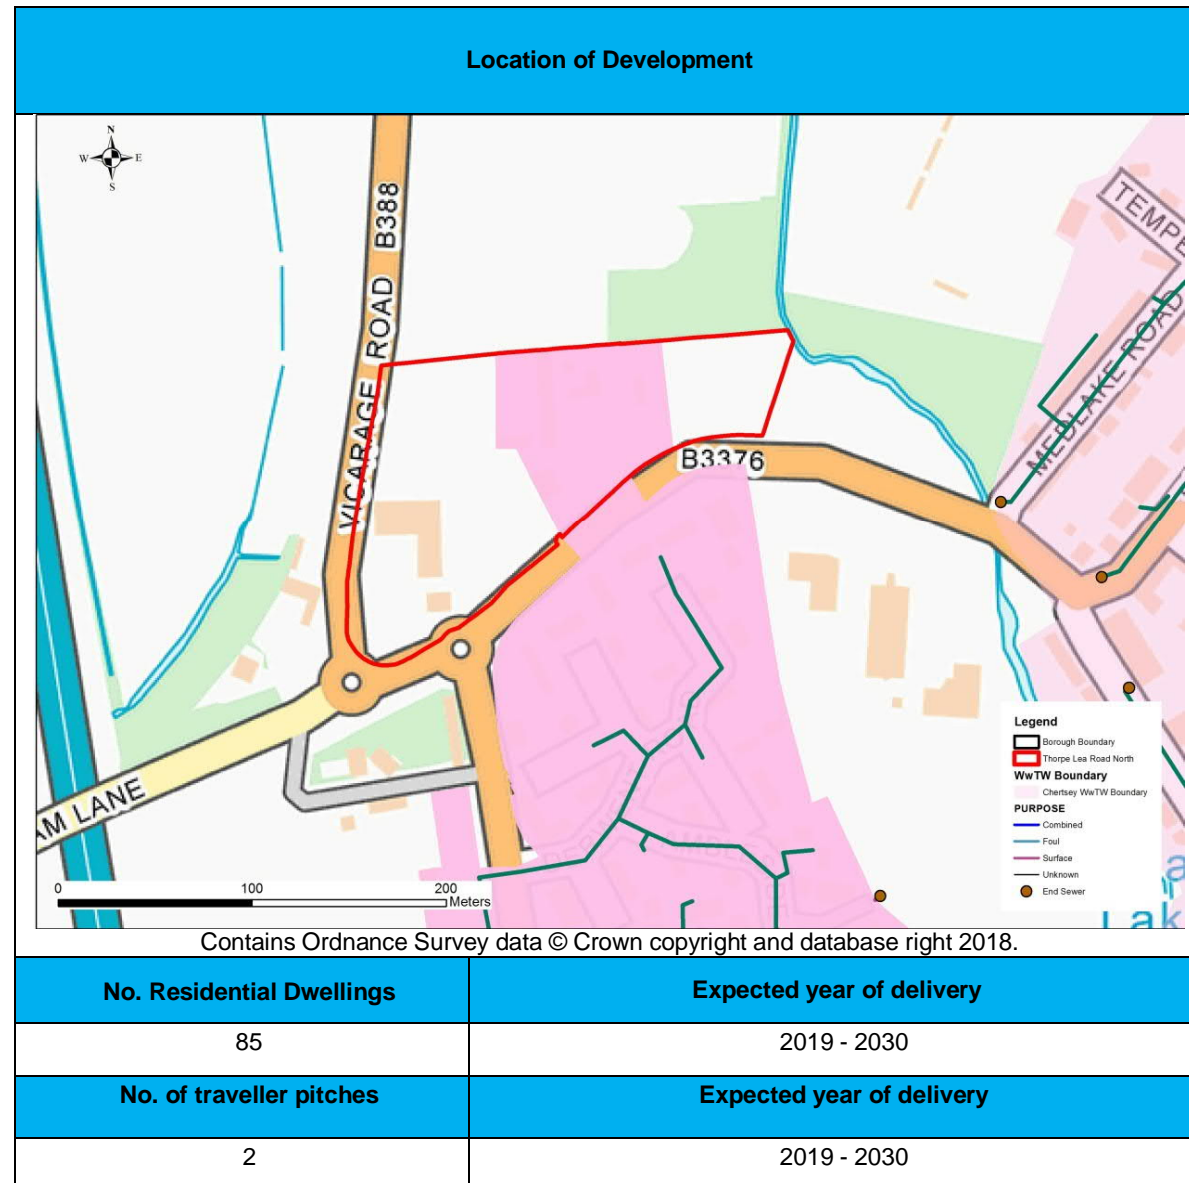 Location of Development
N
W E
S
VICARAGE ROAD B388
TEMPE
MEDLAKE ROAD
B3376
AM LANE
Legend
Borough Boundary
Thorpe Lea Road North
WwTW Boundary
Chertsey WwTW Boundary
PURPOSE
Combined
Foul
Surface
Unknown
End Sewer
Lak
0 100 200
Meters
Contains Ordnance Survey data © Crown copyright and database right 2018.
No. Residential Dwellings Expected year of delivery
85 2019 - 2030
No. of traveller pitches Expected year of delivery
2 2019 - 2030